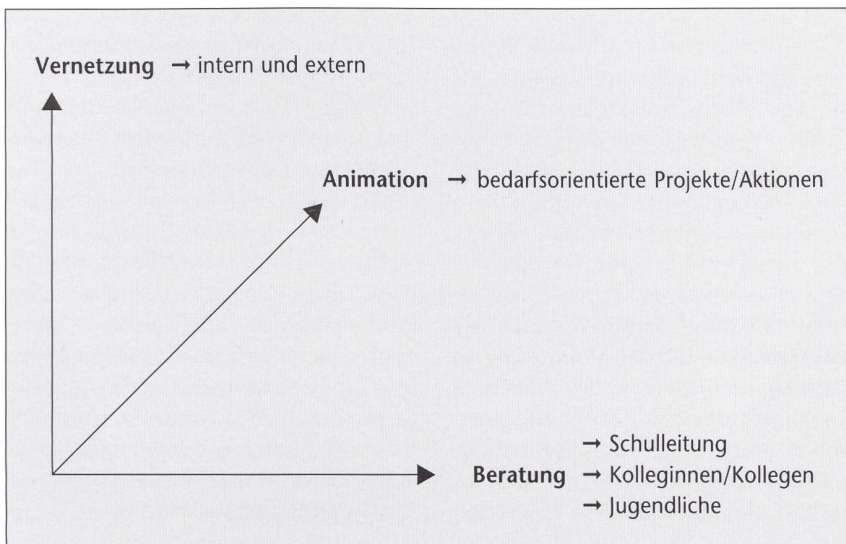 Vernetzung → intern und extern
Animation → bedarfsorientierte Projekte/Aktionen
→ Schulleitung
Beratung → Kolleginnen/Kollegen
→ Jugendliche